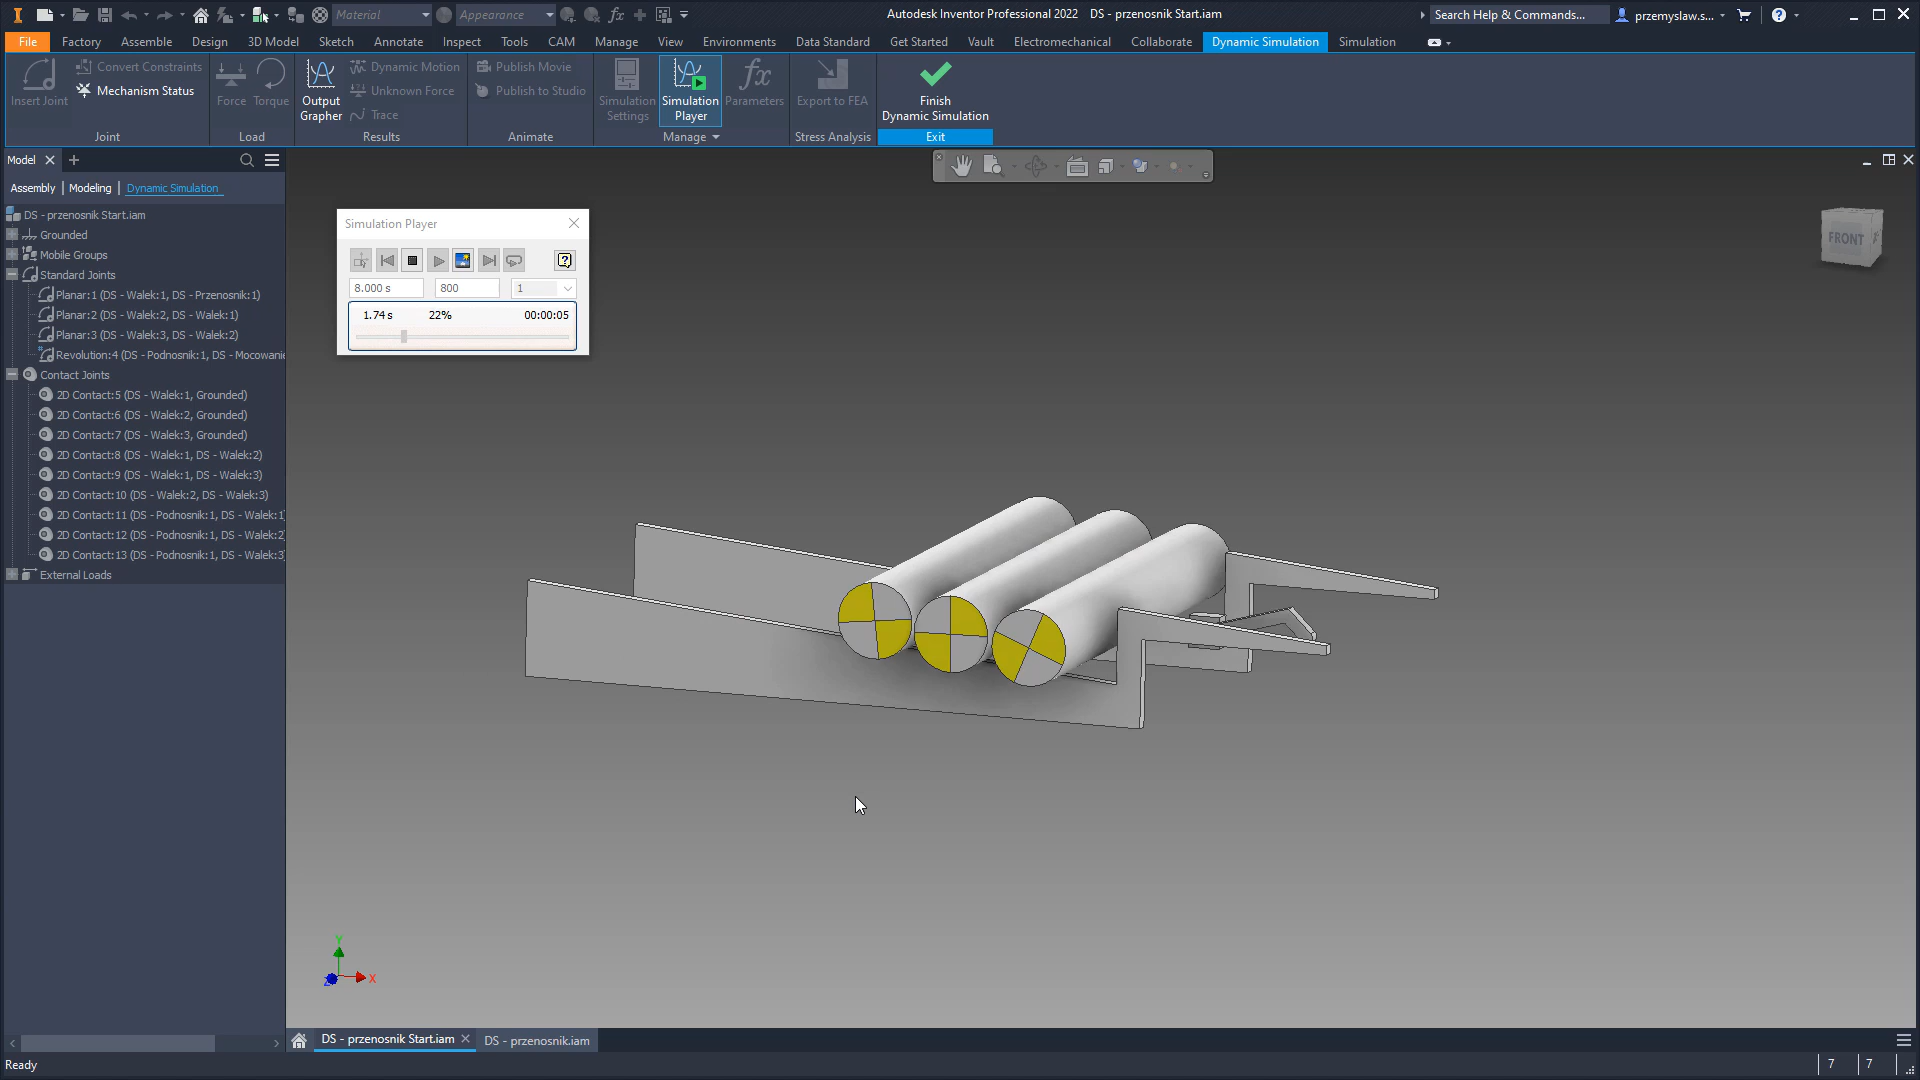 Material
Appearance
fx
Autodesk Inventor Professional 2022 DS - przenosnik Start.iam
Search Help & Commands...
przemyslaw.s...
File
Factory
Assemble
Design
3D Model
Sketch
Annotate
Inspect
Tools
CAM
Manage
View
Environments
Data Standard
Get Started
Vault
Electromechanical
Collaborate
Dynamic Simulation
Simulation
Insert Joint
Convert Constraints
Mechanism Status
Joint
Force
Torque
Load
Output
Grapher
Dynamic Motion
Unknown Force
Trace
Results
Publish Movie
Publish to Studio
Animate
Simulation
Settings
Simulation
Player
fx
Parameters
Manage
Export to FEA
Stress Analysis
Finish
Dynamic Simulation
Exit
Model
Assembly | Modeling | Dynamic Simulation
DS - przenosnik Start.iam
Grounded
Mobile Groups
Standard Joints
Planar:1 (DS - Walek:1, DS - Przenosnik:1)
Planar:2 (DS - Walek:2, DS - Walek:1)
Planar:3 (DS - Walek:3, DS - Walek:2)
Revolution:4 (DS - Podnosnik:1, DS - Mocowanie
Contact Joints
2D Contact:5 (DS - Walek:1, Grounded)
2D Contact:6 (DS - Walek:2, Grounded)
2D Contact:7 (DS - Walek:3, Grounded)
2D Contact:8 (DS - Walek:1, DS - Walek:2)
2D Contact:9 (DS - Walek:1, DS - Walek:3)
2D Contact:10 (DS - Walek:2, DS - Walek:3)
2D Contact:11 (DS - Podnosnik:1, DS - Walek:1)
2D Contact:12 (DS - Podnosnik:1, DS - Walek:2)
2D Contact:13 (DS - Podnosnik:1, DS - Walek:3)
External Loads
Simulation Player
8.000 s
800
1
1.74 s
22%
00:00:05
FRONT
Y
X
Z
DS - przenosnik Start.iam
DS - przenosnik.iam
Ready
7
7